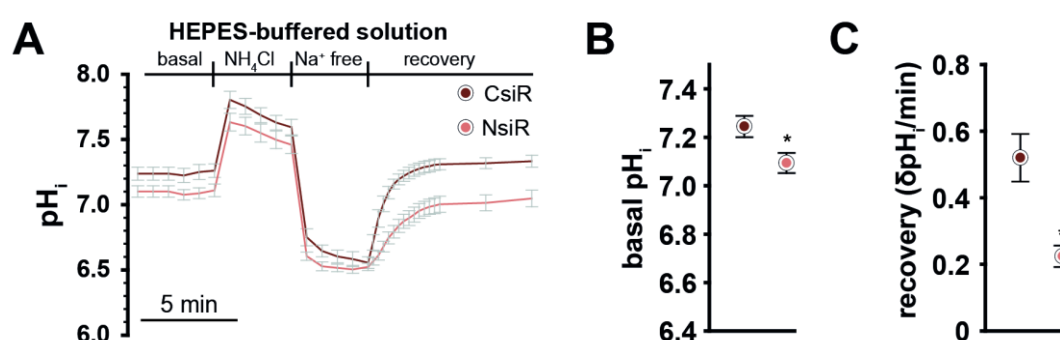 A
HEPES-buffered solution
basal NH₄Cl Na⁺ free recovery
8.0
7.5
7.0
6.5
6.0
pHᵢ
CsiR
NsiR
5 min
B
basal pHᵢ
7.4
7.2
7.0
6.8
6.6
6.4
*
C
recovery (δpHᵢ/min)
0.8
0.6
0.4
0.2
0